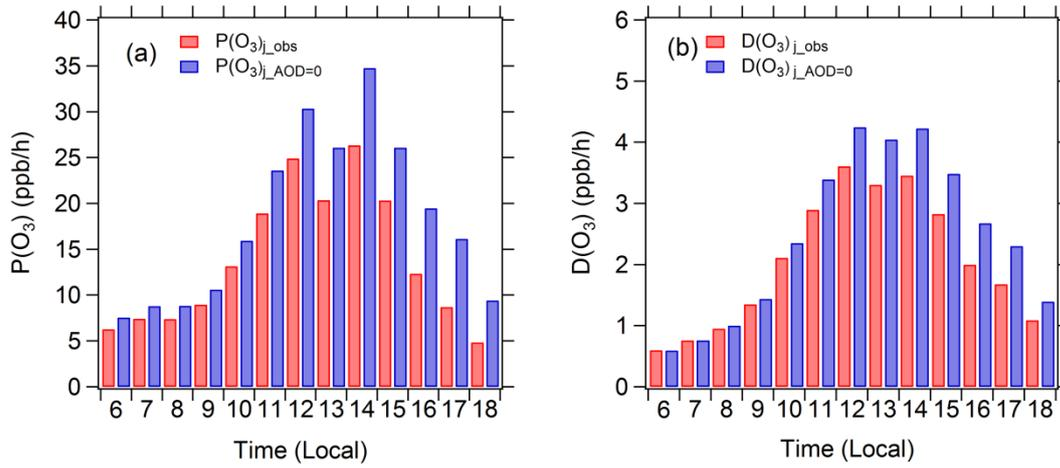 (a)
P(O3)j_obs
P(O3)j_AOD=0
40
35
30
25
20
15
10
5
0
P(O3) (ppb/h)
6 7 8 9 10 11 12 13 14 15 16 17 18
Time (Local)
(b)
D(O3)j_obs
D(O3)j_AOD=0
6
5
4
3
2
1
0
D(O3) (ppb/h)
6 7 8 9 10 11 12 13 14 15 16 17 18
Time (Local)